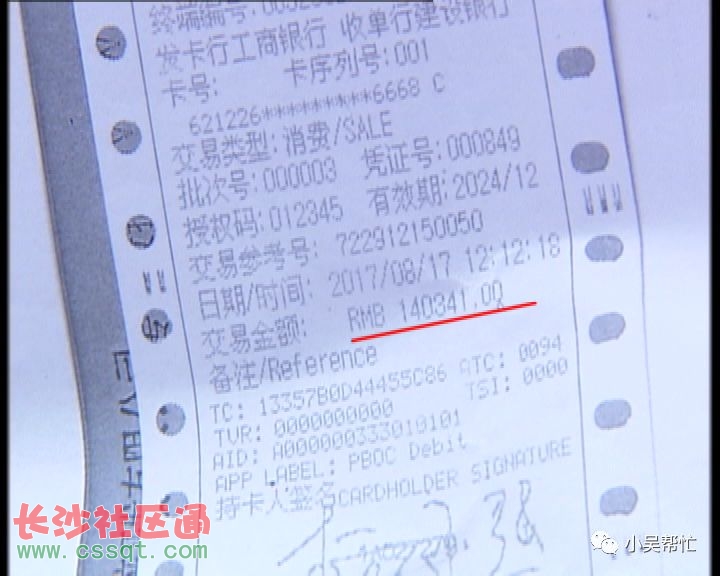 终端编号:
发卡行工商银行 收单行建设银行
卡号: 卡序列号:001
621226*********6668 C
交易类型:消费/SALE
批次号:000003 凭证号:000849
授权码:012345 有效期:2024/12
交易参考号: 722912150050
日期/时间: 2017/08/17 12:12:18
交易金额: RMB 140341.00
备注/Reference
TC: 13357B0D44455C86 ATC: 0094
TVR: 0000000000 TSI: 0000
AID: A000000333010101
APP LABEL: PBOC Debit
持卡人签名CARDHOLDER SIGNATURE
长沙社区通
www.cssqt.com
小吴帮忙